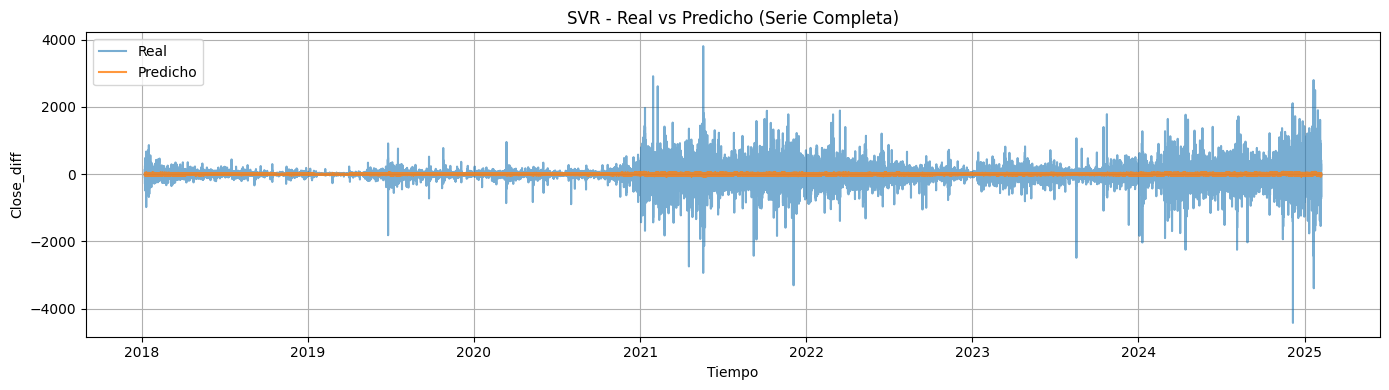 SVR - Real vs Predicho (Serie Completa)
Real
Predicho
Close_diff
4000
2000
0
−2000
−4000
2018 2019 2020 2021 2022 2023 2024 2025
Tiempo